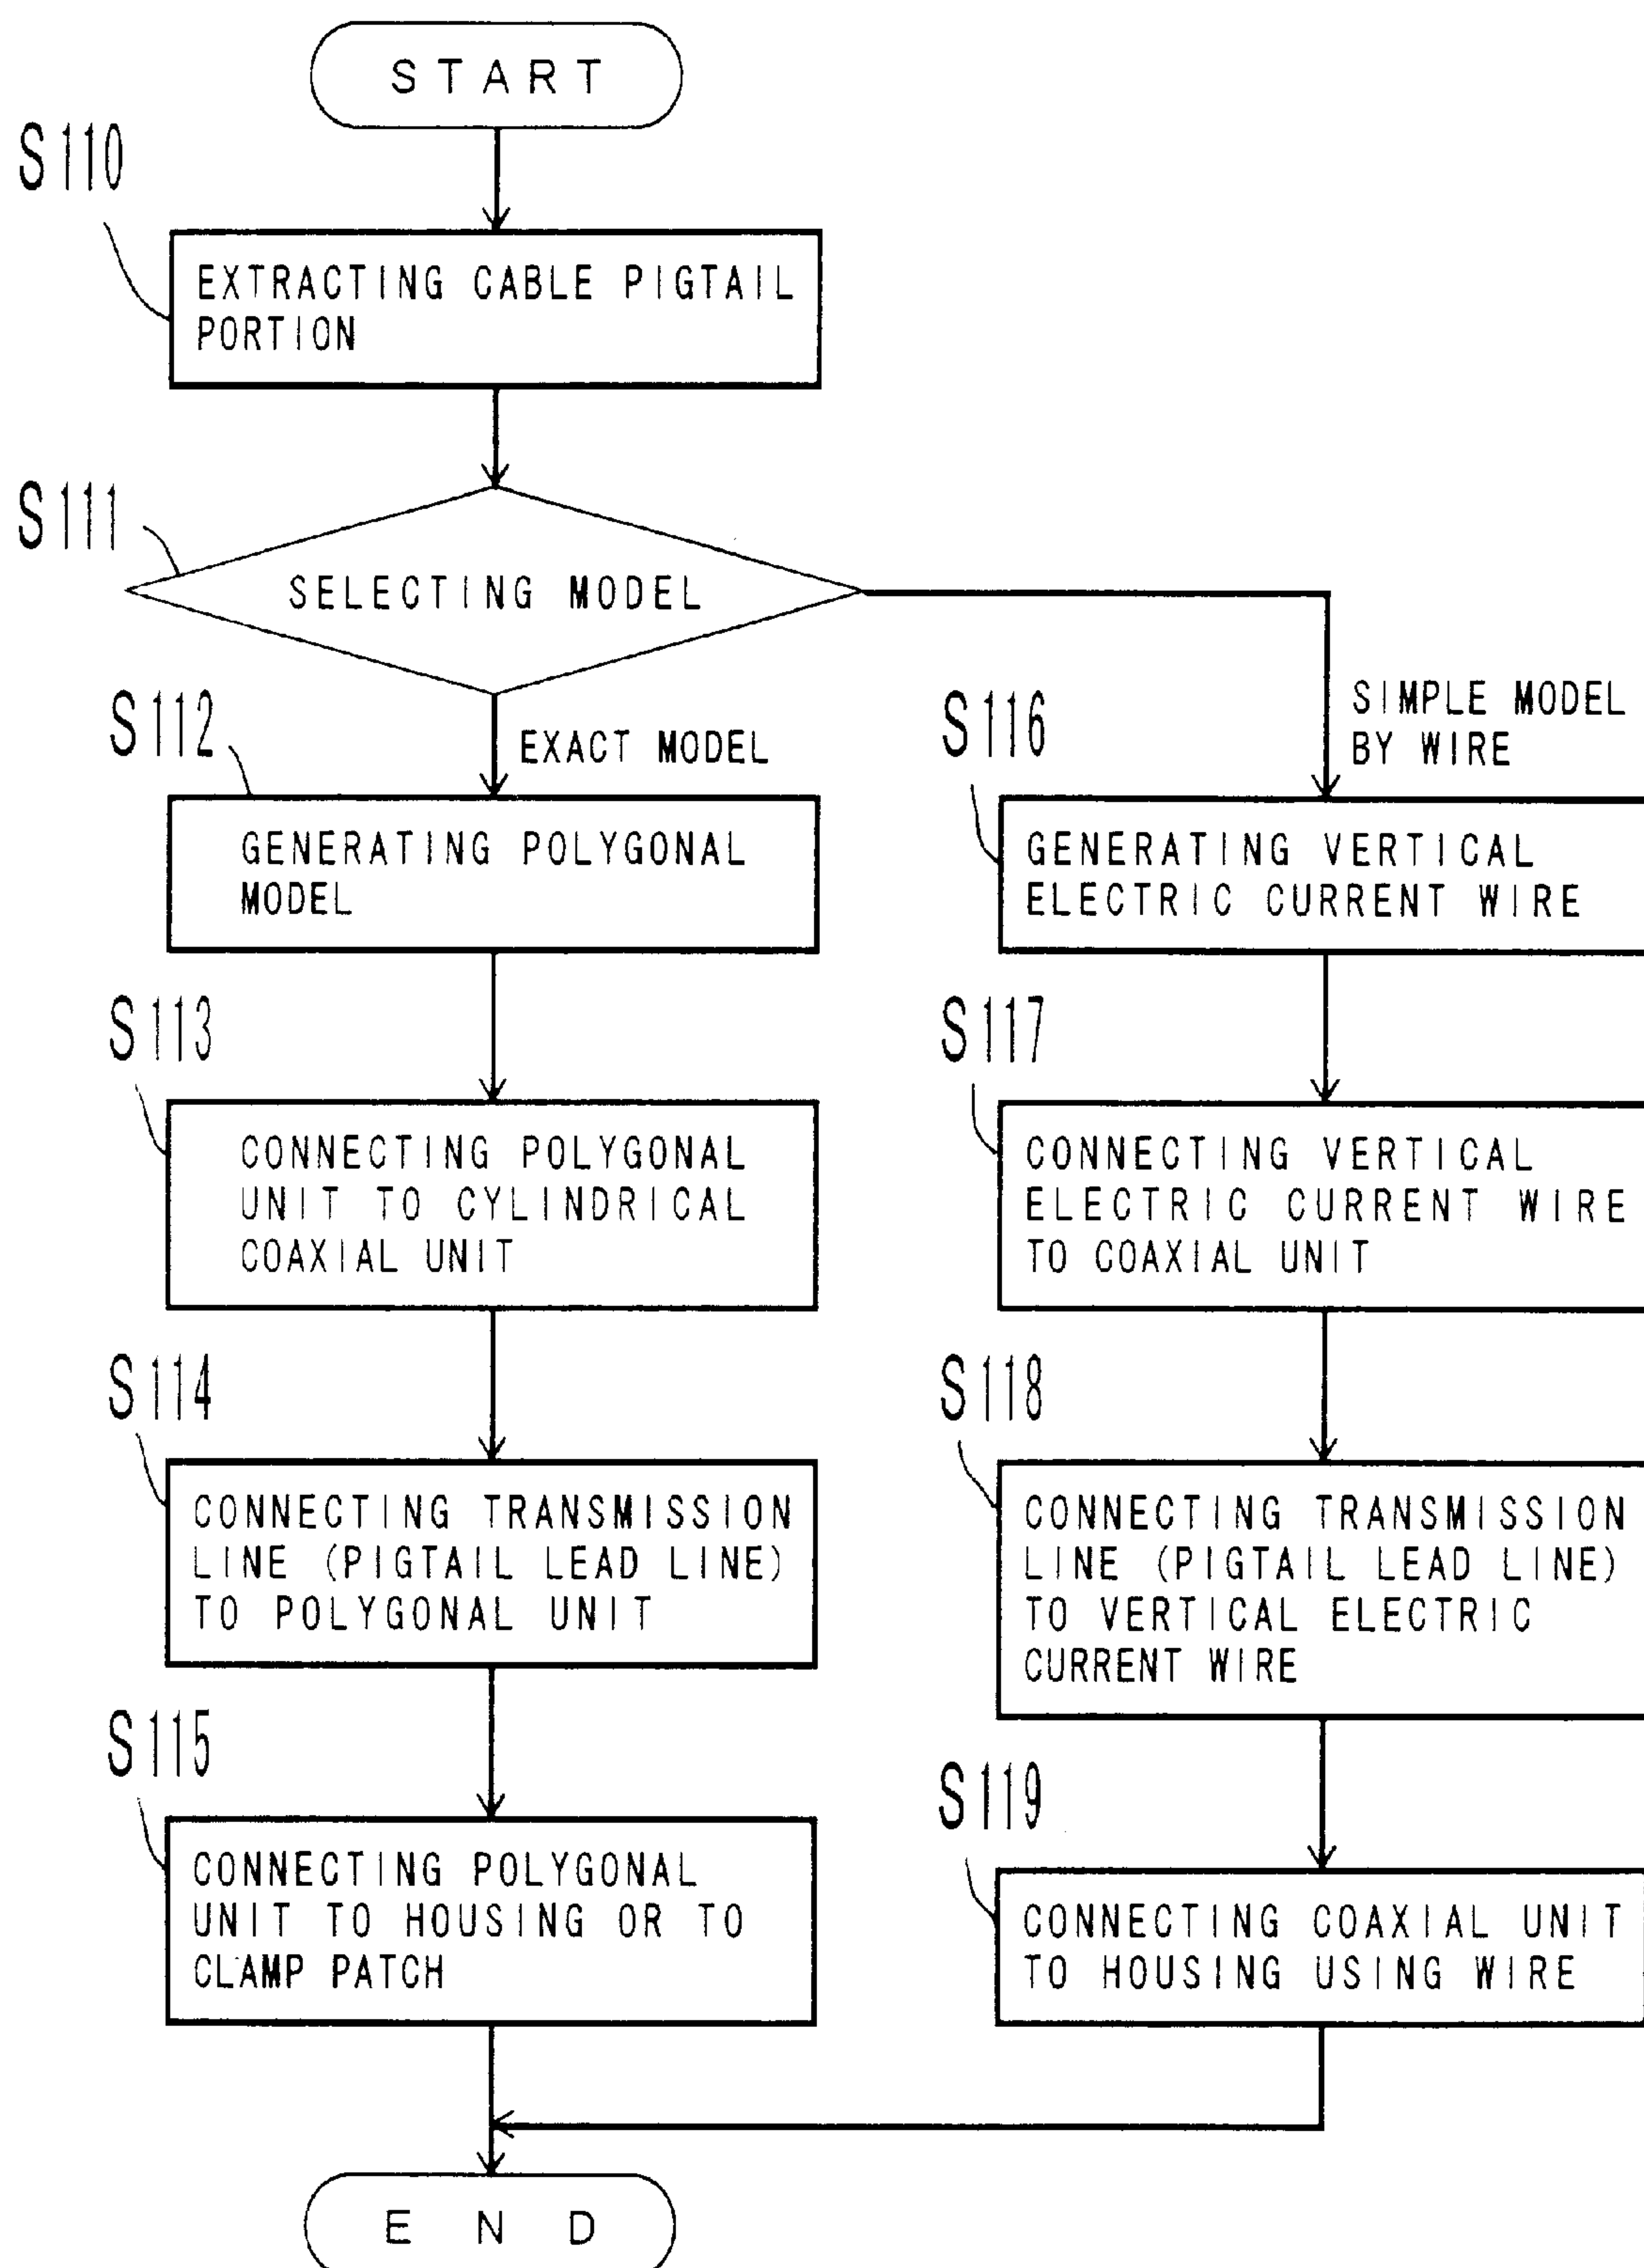 START
S110
EXTRACTING CABLE PIGTAIL
PORTION
S111
SELECTING MODEL
S112
EXACT MODEL
GENERATING POLYGONAL
MODEL
S113
CONNECTING POLYGONAL
UNIT TO CYLINDRICAL
COAXIAL UNIT
S114
CONNECTING TRANSMISSION
LINE (PIGTAIL LEAD LINE)
TO POLYGONAL UNIT
S115
CONNECTING POLYGONAL
UNIT TO HOUSING OR TO
CLAMP PATCH
S116
SIMPLE MODEL
BY WIRE
GENERATING VERTICAL
ELECTRIC CURRENT WIRE
S117
CONNECTING VERTICAL
ELECTRIC CURRENT WIRE
TO COAXIAL UNIT
S118
CONNECTING TRANSMISSION
LINE (PIGTAIL LEAD LINE)
TO VERTICAL ELECTRIC
CURRENT WIRE
S119
CONNECTING COAXIAL UNIT
TO HOUSING USING WIRE
END